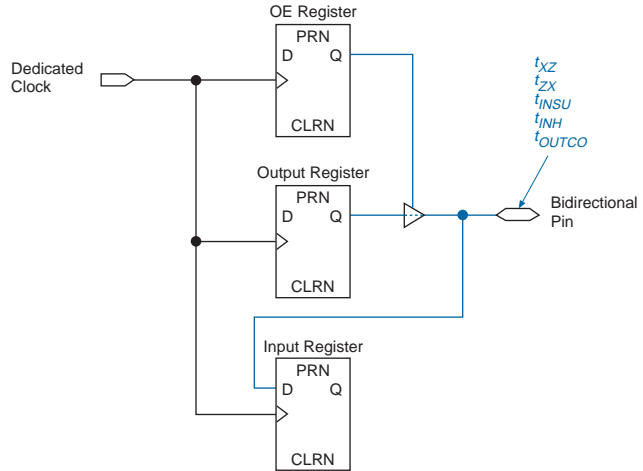 OE Register
PRN
D Q
CLRN
Dedicated
Clock
tXZ
tZX
tINSU
tINH
tOUTCO
Output Register
PRN
D Q
CLRN
Bidirectional
Pin
Input Register
PRN
D Q
CLRN